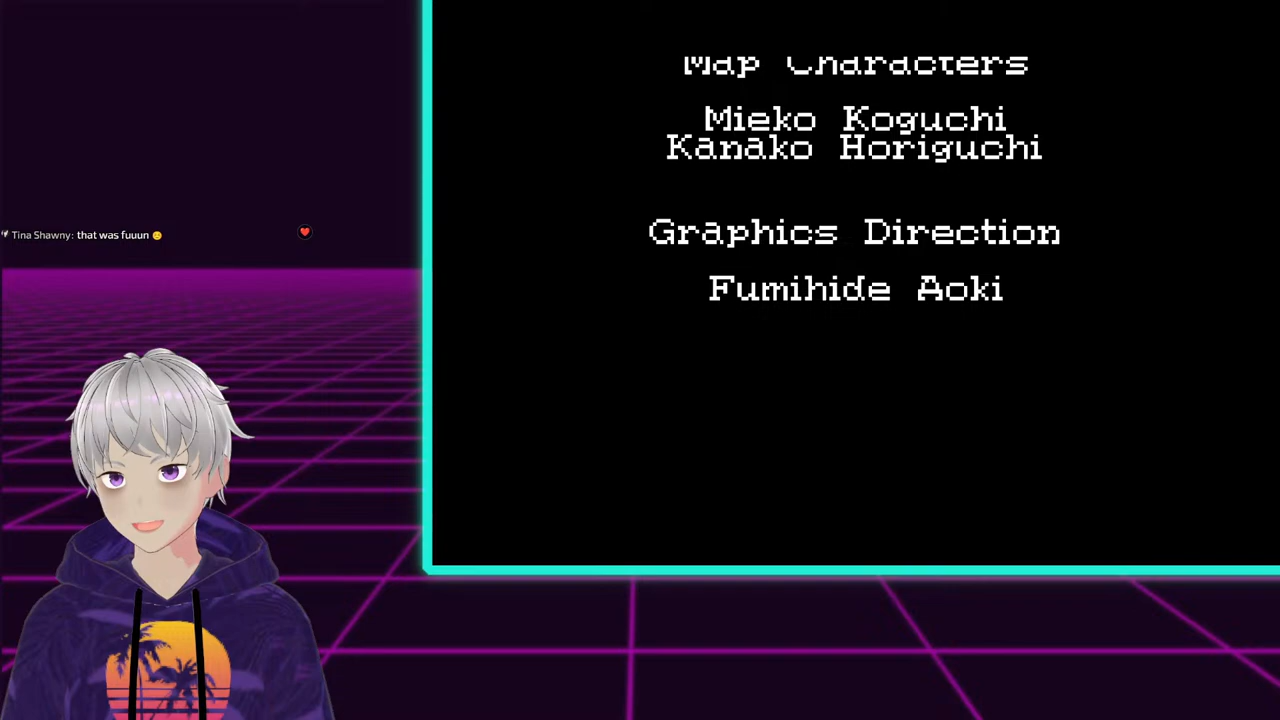 Map Characters
Mieko Koguchi
Kanako Horiguchi
Graphics Direction
Fumihide Aoki
Tina Shawny: that was fuuun